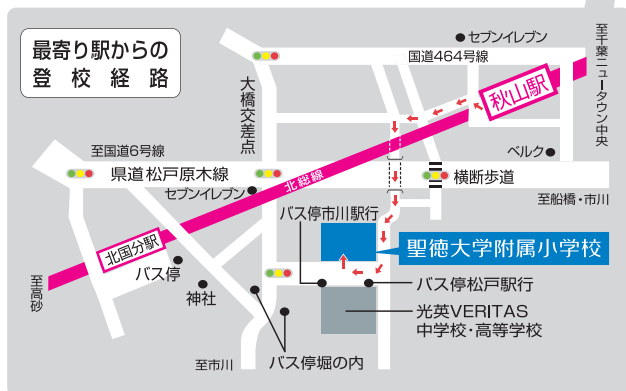 最寄り駅からの
登校経路
セブンイレブン
国道464号線
至千葉ニュータウン中央
大橋交差点
秋山駅
至国道6号線
ベルク
県道松戸原木線
北総線
横断歩道
セブンイレブン
至船橋・市川
バス停市川駅行
北国分駅
聖徳大学附属小学校
バス停
至高砂
神社
バス停松戸駅行
光英VERITAS
中学校・高等学校
至市川
バス停堀の内